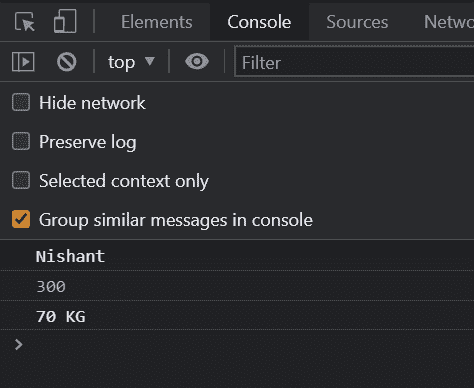 Elements Console Sources Netwo
top ▼ Filter
Hide network
Preserve log
Selected context only
Group similar messages in console
Nishant
300
70 KG
>